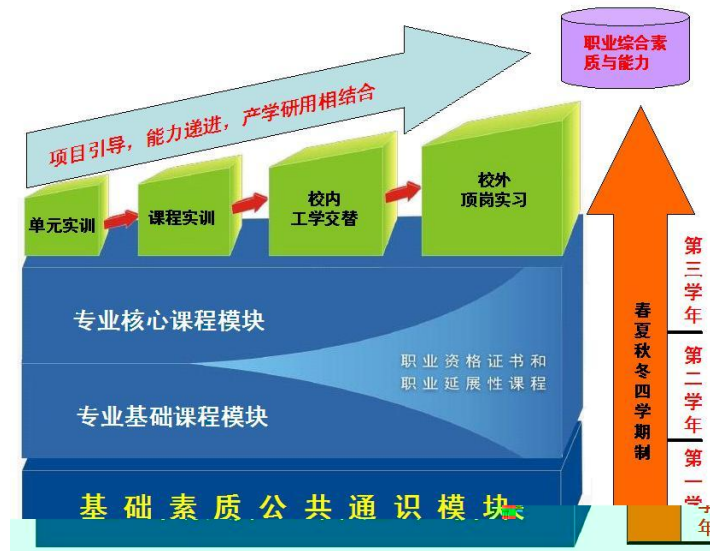 职业综合素
质与能力
项目引导，能力递进，产学研用相结合
单元实训
课程实训
校内
工学交替
校外
顶岗实习
专业核心课程模块
职业资格证书和
职业延展性课程
专业基础课程模块
基础素质公共通识模块
春夏秋冬四学期制
第三学年
第二学年
第一学年